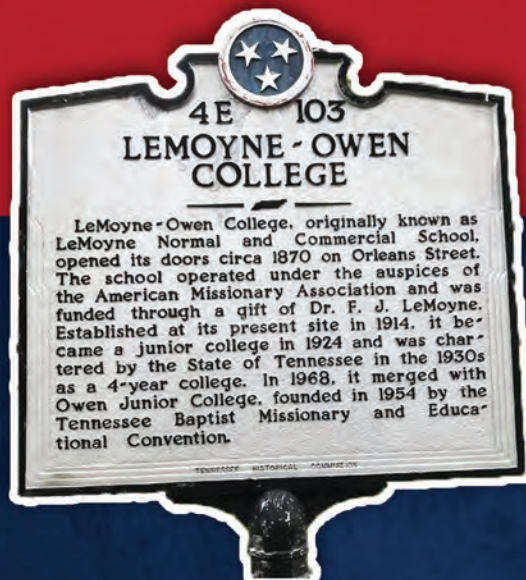 4E 103
LEMOYNE-OWEN
COLLEGE
LeMoyne-Owen College, originally known as
LeMoyne Normal and Commercial School,
opened its doors circa 1870 on Orleans Street.
The school operated under the auspices of
the American Missionary Association and was
funded through a gift of Dr. F. J. LeMoyne.
Established at its present site in 1914, it be-
came a junior college in 1924 and was char-
tered by the State of Tennessee in the 1930s
as a 4-year college. In 1968, it merged with
Owen Junior College, founded in 1954 by the
Tennessee Baptist Missionary and Educa-
tional Convention.
TENNESSEE HISTORICAL COMMISSION